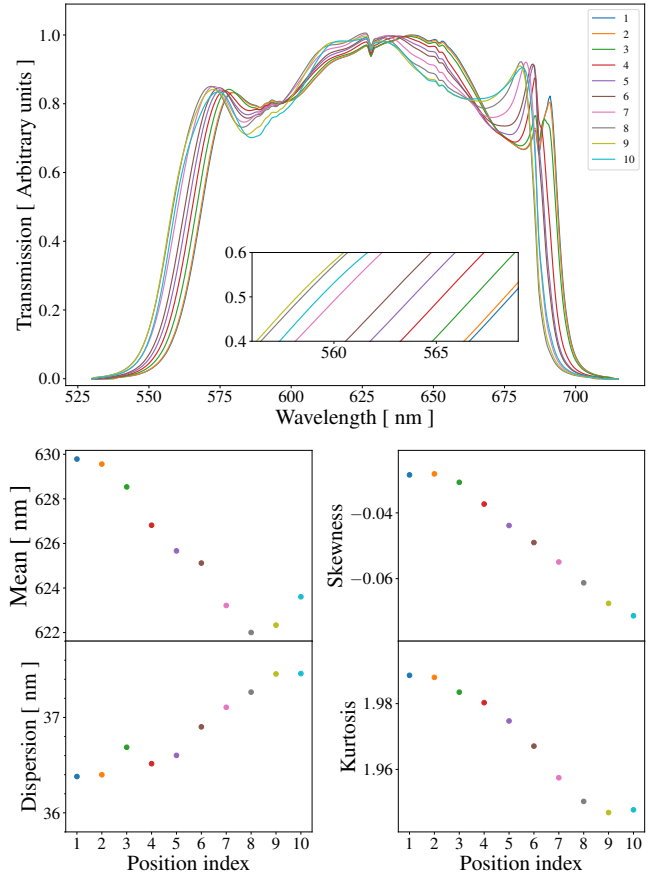 Transmission [ Arbitrary units ]
1.0
0.8
0.6
0.4
0.2
0.0
1
2
3
4
5
6
7
8
9
10
0.6
0.5
0.4
560 565
525 550 575 600 625 650 675 700
Wavelength [ nm ]
Mean [ nm ]
630
628
626
624
622
Skewness
−0.04
−0.06
Dispersion [ nm ]
37
36
Kurtosis
1.98
1.96
1 2 3 4 5 6 7 8 9 10
Position index
1 2 3 4 5 6 7 8 9 10
Position index